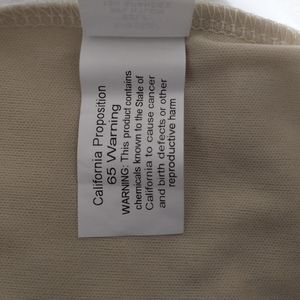 California Proposition
65 Warning
WARNING: This product contains
chemicals known to the State of
California to cause cancer
and birth defects or other
reproductive harm